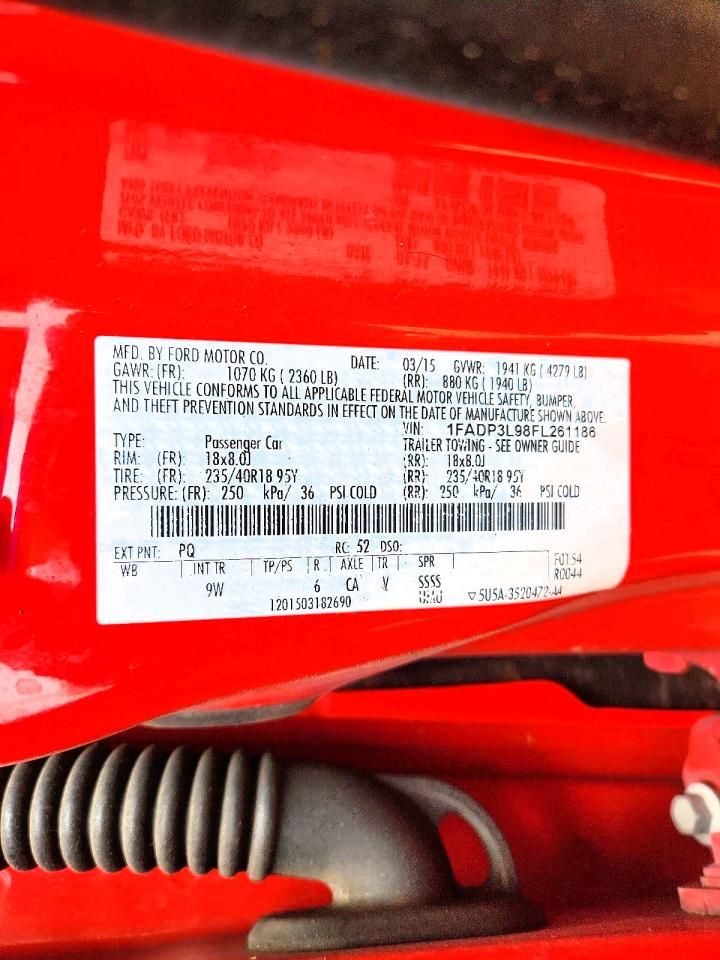 MFD. BY FORD MOTOR CO. DATE: 03/15 GVWR: 1941 KG ( 4279 LB)
GAWR: (FR): 1070 KG ( 2360 LB) (RR): 880 KG ( 1940 LB)
THIS VEHICLE CONFORMS TO ALL APPLICABLE FEDERAL MOTOR VEHICLE SAFETY, BUMPER,
AND THEFT PREVENTION STANDARDS IN EFFECT ON THE DATE OF MANUFACTURE SHOWN ABOVE.
VIN: 1FADP3L98FL261186
TYPE: Passenger Car TRAILER TOWING - SEE OWNER GUIDE
RIM: (FR): 18x8.0J (RR): 18x8.0J
TIRE: (FR): 235/40R18 95Y (RR): 235/40R18 95Y
PRESSURE: (FR): 250 kPa/ 36 PSI COLD (RR): 250 kPa/ 36 PSI COLD
EXT PNT: PQ RC: 52 DSO:
WB INT TR TP/PS R AXLE TR SPR F0154
9W 6 CA V SSSS R0044
1201503182690 UMU ▽5U5A-3520472-AA